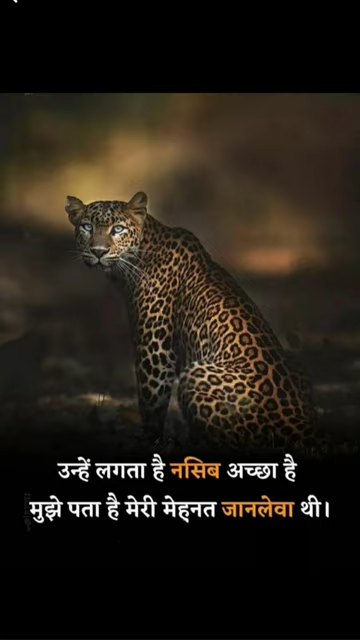 उन्हें लगता है नसिब अच्छा है
मुझे पता है मेरी मेहनत जानलेवा थी।